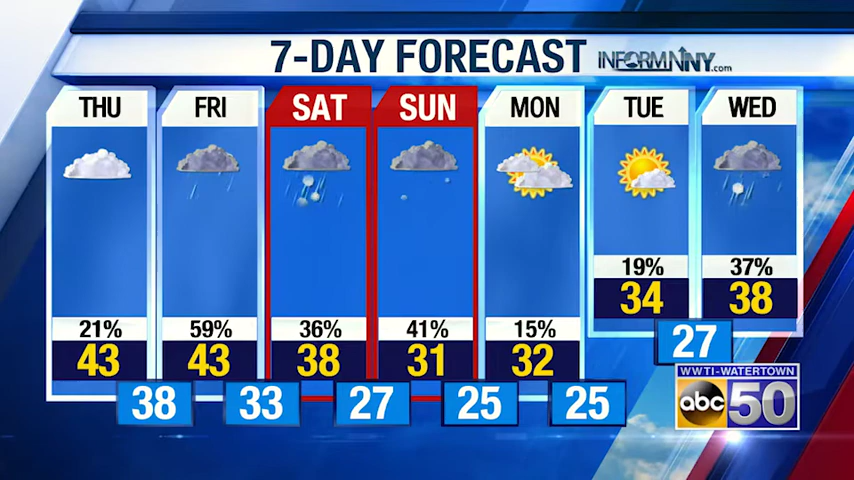 7-DAY FORECAST INFORMNNY.com
THU FRI SAT SUN MON TUE WED
19% 37%
34 38
21% 59% 36% 41% 15%
43 43 38 31 32
27
38 33 27 25 25
WWTI-WATERTOWN
abc 50